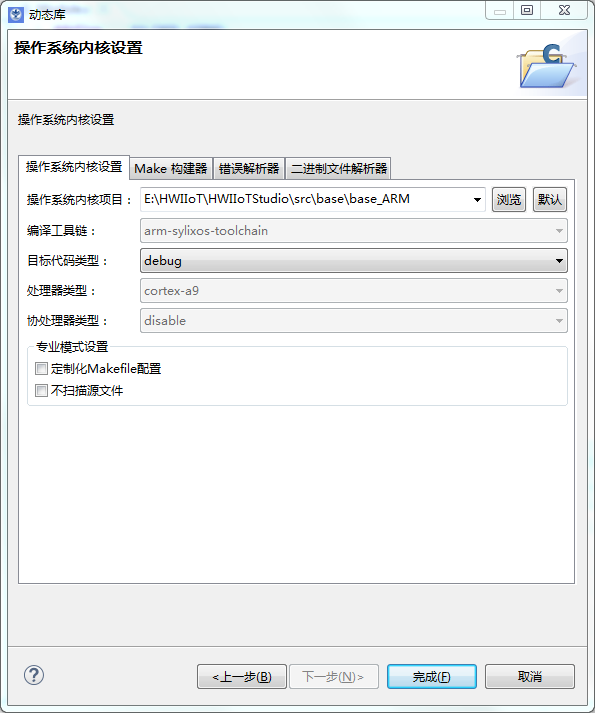 动态库
操作系统内核设置
操作系统内核设置
操作系统内核设置 Make 构建器 错误解析器 二进制文件解析器
操作系统内核项目： E:\HWIIoT\HWIIoTStudio\src\base\base_ARM 浏览 默认
编译工具链： arm-sylixos-toolchain
目标代码类型： debug
处理器类型： cortex-a9
协处理器类型： disable
专业模式设置
定制化Makefile配置
不扫描源文件
<上一步(B) 下一步(N)> 完成(F) 取消